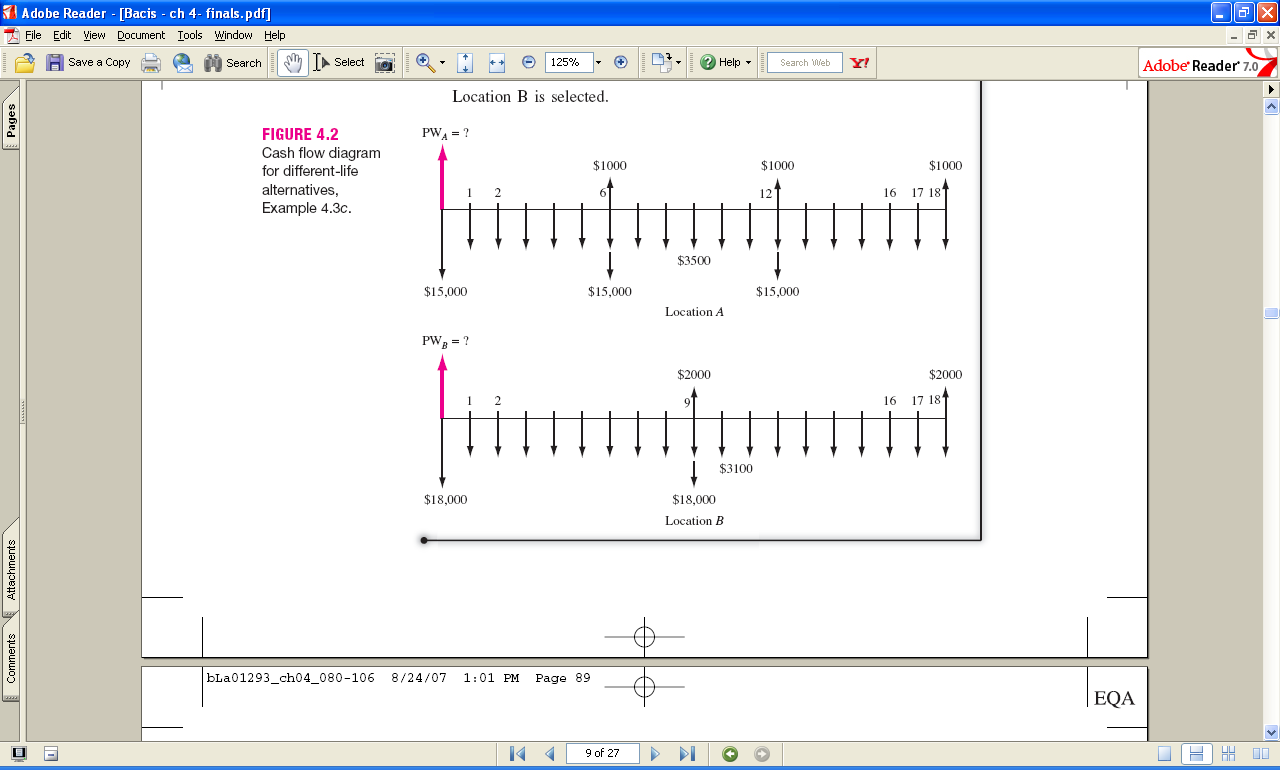 Adobe Reader - [Bacis - ch 4- finals.pdf]
File Edit View Document Tools Window Help
Save a Copy Search Select 125% Help Search Web Y! Adobe Reader 7.0
Pages
Attachments
Comments
Location B is selected.
FIGURE 4.2
Cash flow diagram
for different-life
alternatives,
Example 4.3c.
PWA = ?
$1000 $1000 $1000
1 2 6 12 16 17 18
$3500
$15,000 $15,000 $15,000
Location A
PWB = ?
$2000 $2000
1 2 9 16 17 18
$3100
$18,000 $18,000
Location B
bLa01293_ch04_080-106 8/24/07 1:01 PM Page 89
EQA
9 of 27